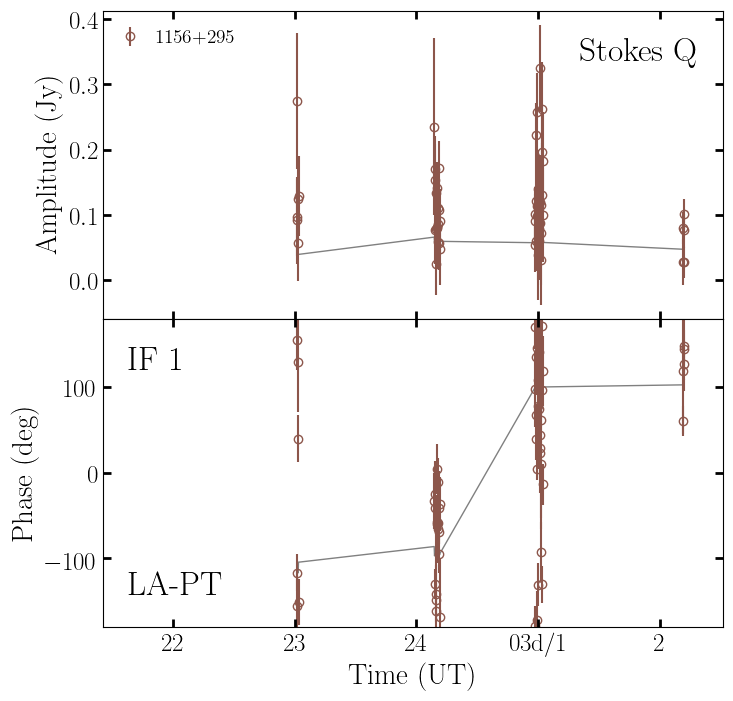 0.4
1156+295
Stokes Q
0.3
0.2
0.1
0.0
Amplitude (Jy)
IF 1
100
0
−100
Phase (deg)
LA-PT
22 23 24 03d/1 2
Time (UT)